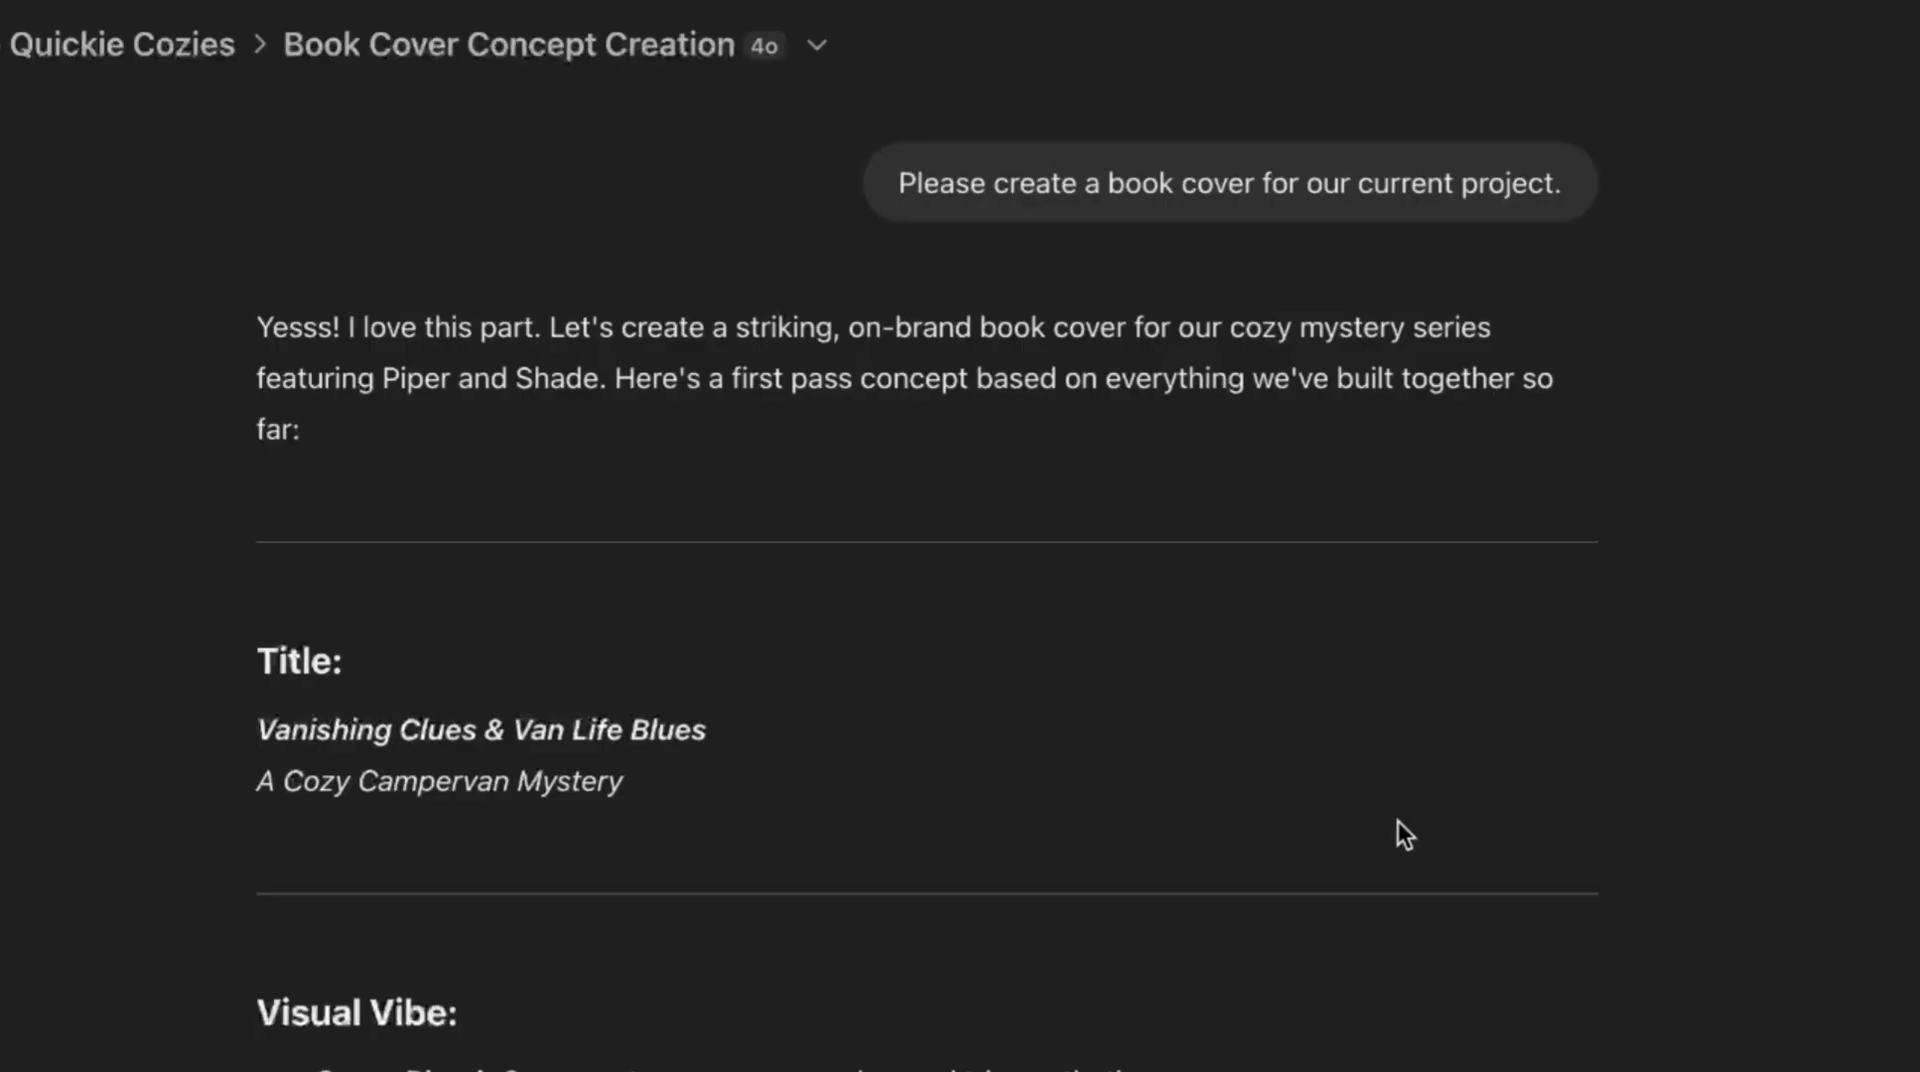 Quickie Cozies > Book Cover Concept Creation 4o
Please create a book cover for our current project.
Yesss! I love this part. Let's create a striking, on-brand book cover for our cozy mystery series
featuring Piper and Shade. Here's a first pass concept based on everything we've built together so
far:
Title:
Vanishing Clues & Van Life Blues
A Cozy Campervan Mystery
Visual Vibe: